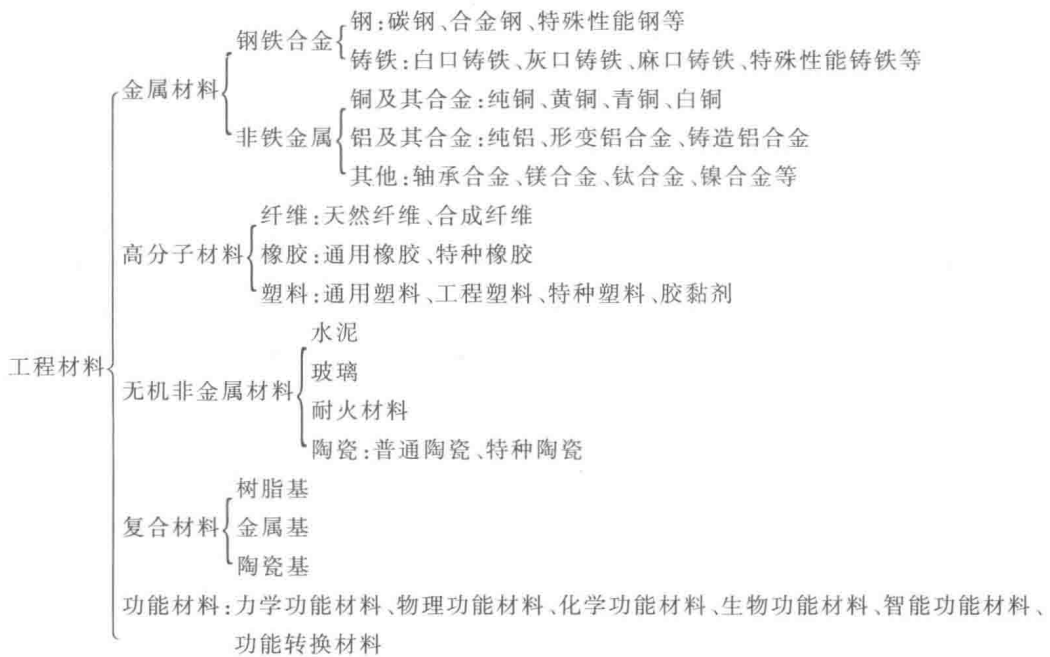 钢:碳钢、合金钢、特殊性能钢等
钢铁合金
铸铁:白口铸铁、灰口铸铁、麻口铸铁、特殊性能铸铁等
金属材料
铜及其合金:纯铜、黄铜、青铜、白铜
非铁金属
铝及其合金:纯铝、形变铝合金、铸造铝合金
其他:轴承合金、镁合金、钛合金、镍合金等
纤维:天然纤维、合成纤维
高分子材料
橡胶:通用橡胶、特种橡胶
塑料:通用塑料、工程塑料、特种塑料、胶黏剂
工程材料
水泥
玻璃
无机非金属材料
耐火材料
陶瓷:普通陶瓷、特种陶瓷
树脂基
复合材料
金属基
陶瓷基
功能材料:力学功能材料、物理功能材料、化学功能材料、生物功能材料、智能功能材料、
功能转换材料